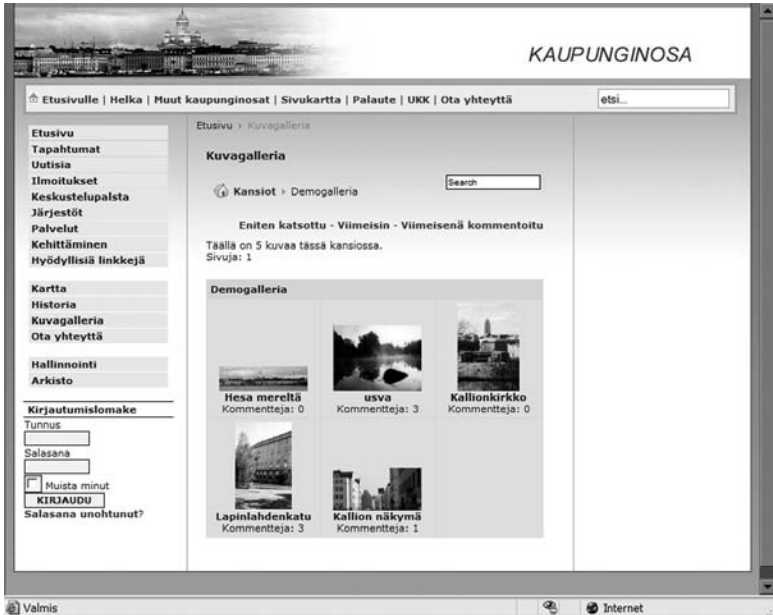 KAUPUNGINOSA
Etusivulle | Helka | Muut kaupunginosat | Sivukartta | Palaute | UKK | Ota yhteyttä
etsi...
Etusivu
Tapahtumat
Uutisia
Ilmoitukset
Keskustelupalsta
Järjestöt
Palvelut
Kehittäminen
Hyödyllisiä linkkejä
Kartta
Historia
Kuvagalleria
Ota yhteyttä
Hallinnointi
Arkisto
Kirjautumislomake
Tunnus
Salasana
Muista minut
KIRJAUDU
Salasana unohtunut?
Etusivu › Kuvagalleria
Kuvagalleria
Search
Kansiot › Demogalleria
Eniten katsottu - Viimeisin - Viimeisenä kommentoitu
Täällä on 5 kuvaa tässä kansiossa.
Sivuja: 1
Demogalleria
Hesa mereltä
Kommentteja: 0
usva
Kommentteja: 3
Kallionkirkko
Kommentteja: 0
Lapinlahdenkatu
Kommentteja: 3
Kallion näkymä
Kommentteja: 1
Valmis
Internet